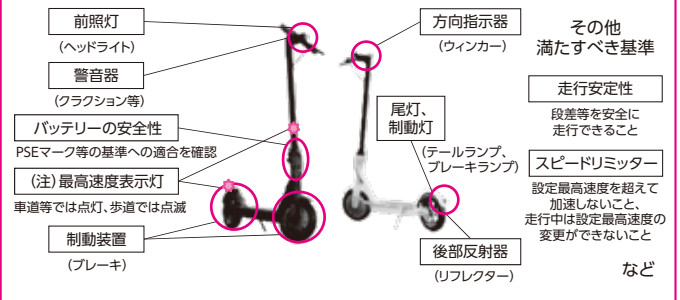 前照灯
(ヘッドライト)
警音器
(クラクション等)
バッテリーの安全性
PSEマーク等の基準への適合を確認
(注)最高速度表示灯
車道等では点灯、歩道では点滅
制動装置
(ブレーキ)
方向指示器
(ウィンカー)
尾灯、
制動灯
(テールランプ、
ブレーキランプ)
後部反射器
(リフレクター)
その他
満たすべき基準
走行安定性
段差等を安全に
走行できること
スピードリミッター
設定最高速度を超えて
加速しないこと、
走行中は設定最高速度の
変更ができないこと
など